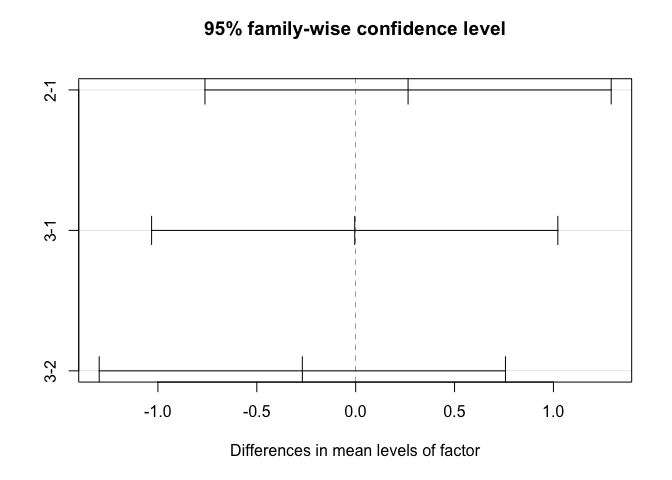 95% family-wise confidence level
2-1
3-1
3-2
-1.0 -0.5 0.0 0.5 1.0
Differences in mean levels of factor